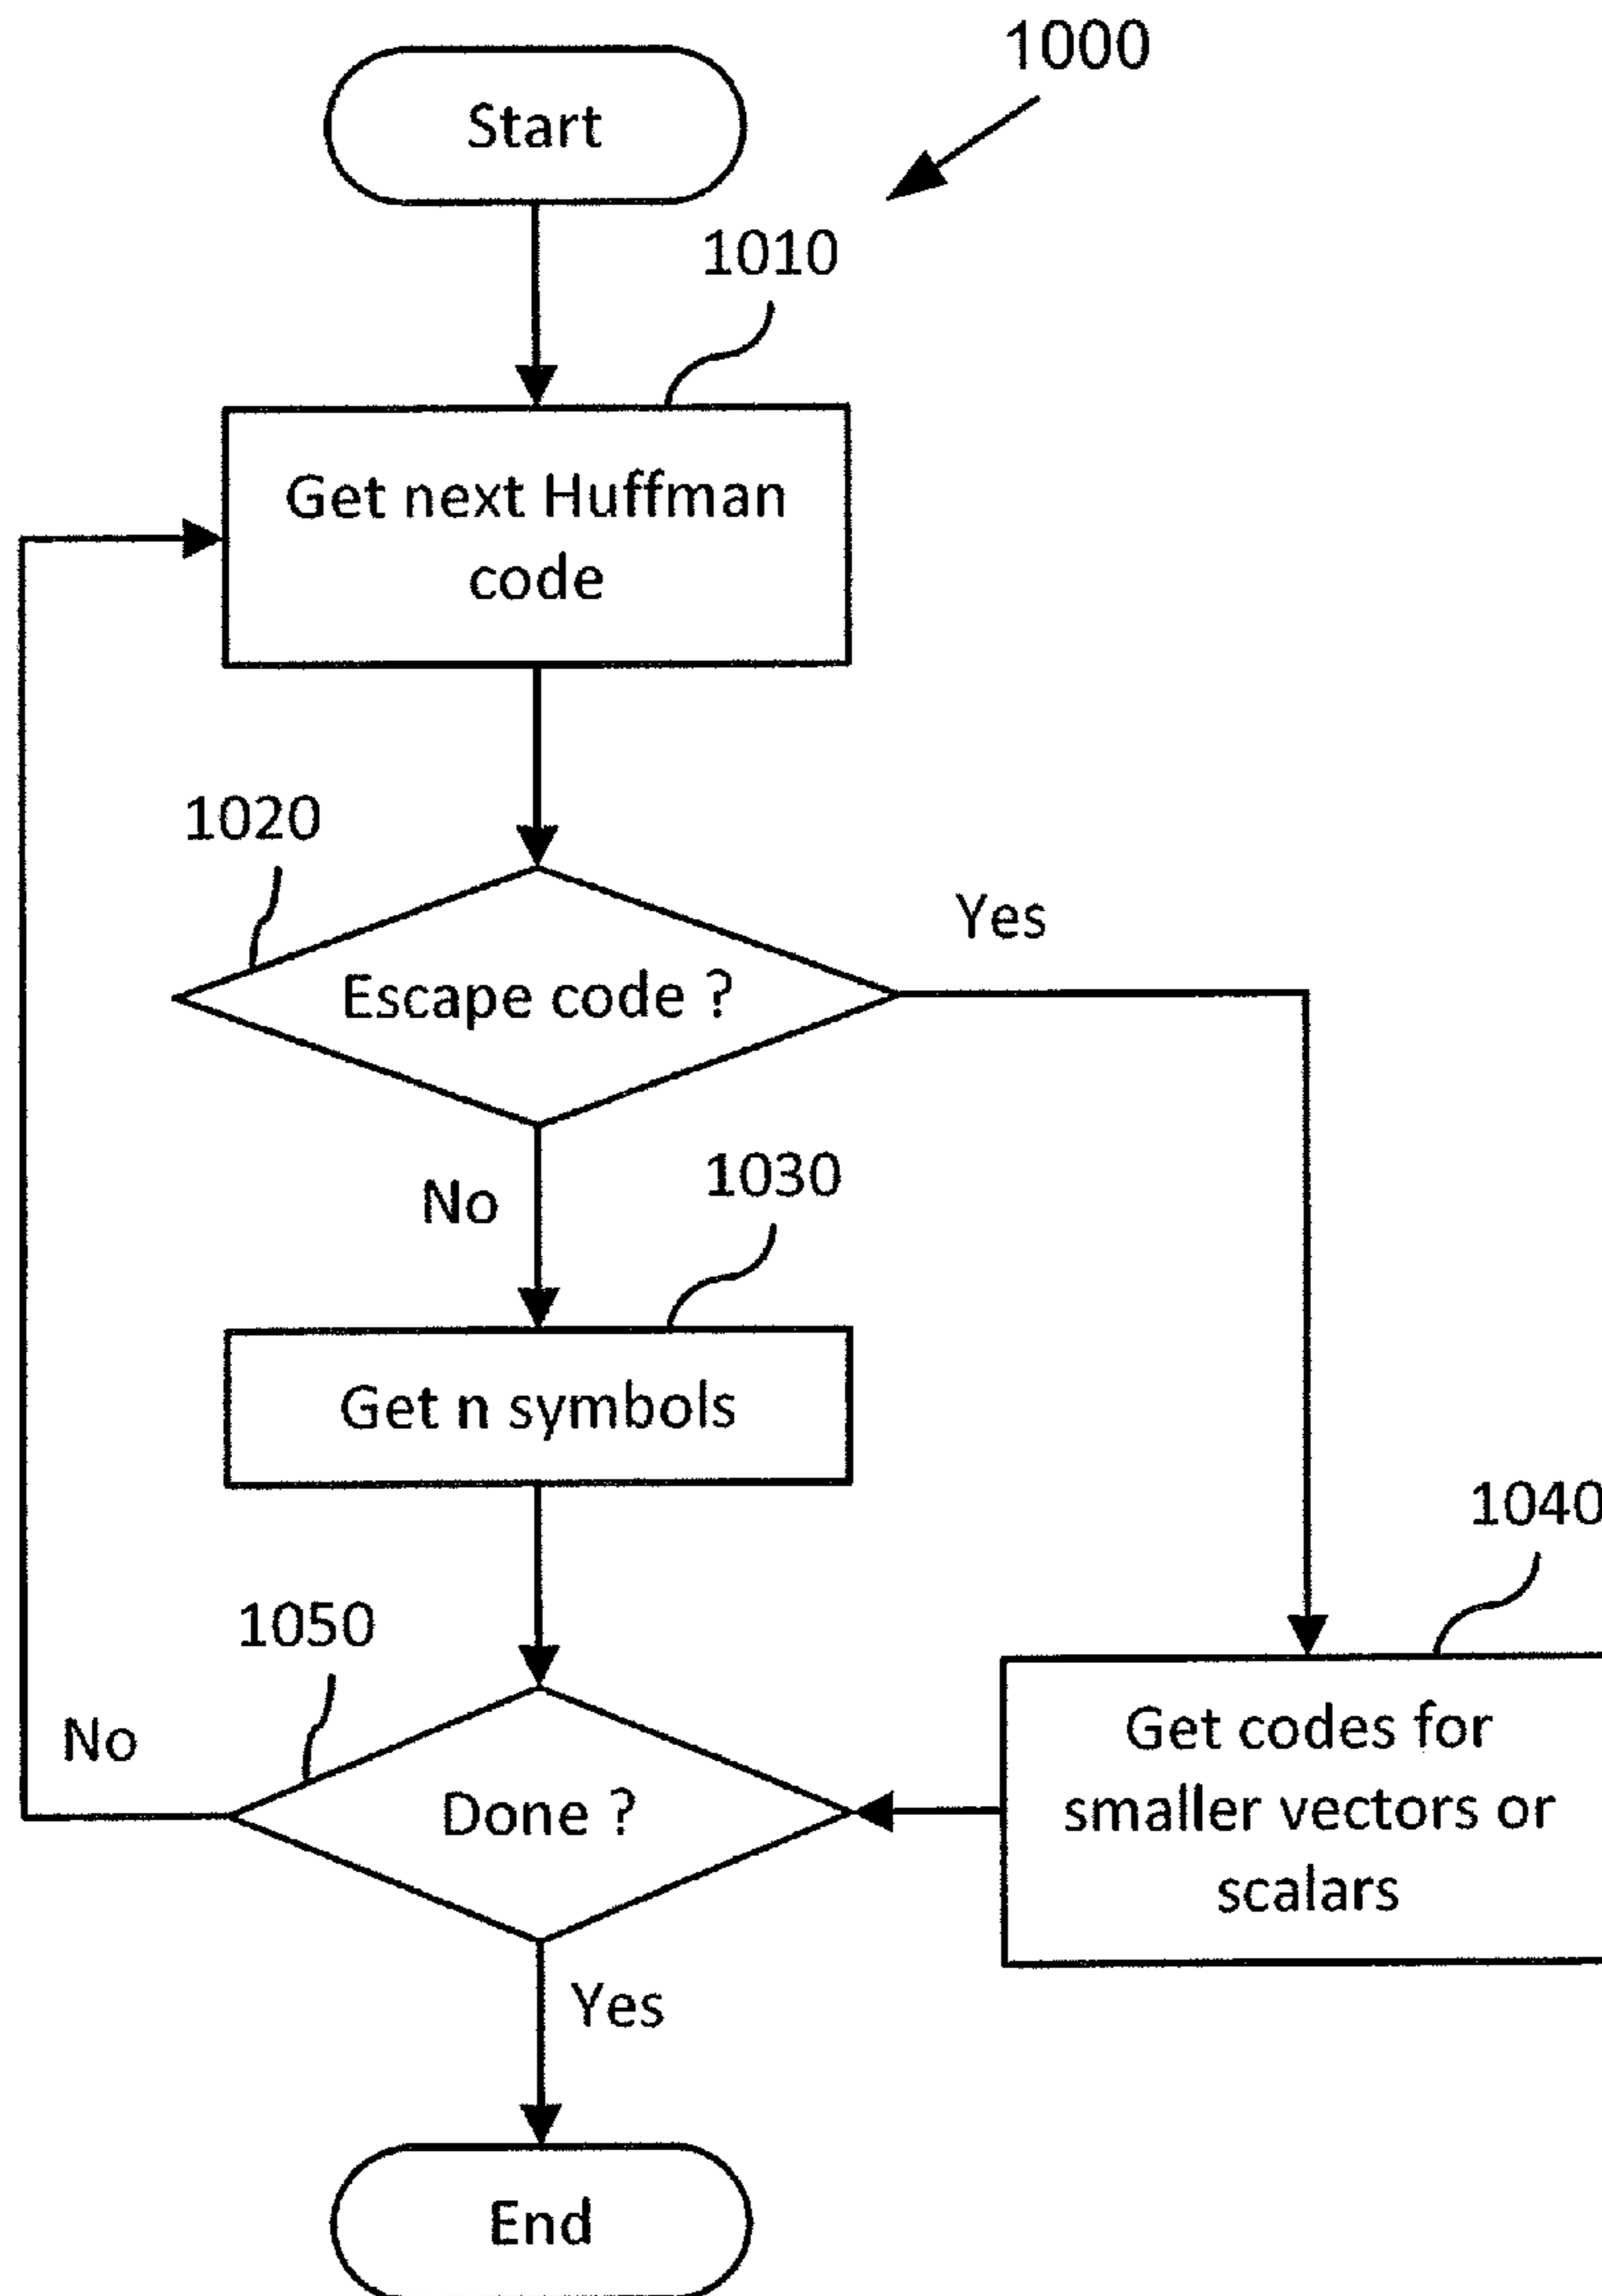 1000
Start
1010
Get next Huffman
code
1020
Escape code ?
Yes
No
1030
Get n symbols
1040
Get codes for
smaller vectors or
scalars
1050
Done ?
No
Yes
End